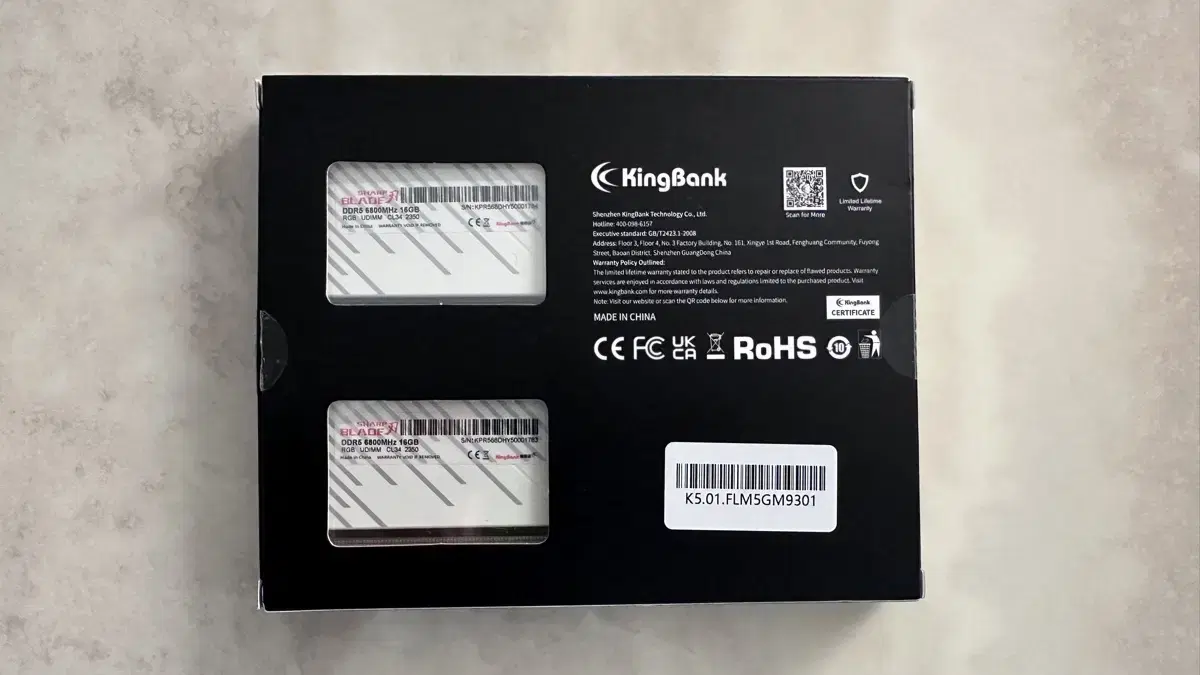 SHARP
BLADE
DDR5 6800MHz 16GB
RGB UDIMM CL34 2350
Made in China WARRANTY VOID IF REMOVED
S/N:KPR568DHY50001784
CE
KingBank
SHARP
BLADE
DDR5 6800MHz 16GB
RGB UDIMM CL34 2350
Made in China WARRANTY VOID IF REMOVED
S/N:KPR568DHY50001783
CE
KingBank
KingBank
Scan for More
Limited Lifetime
Warranty
Shenzhen KingBank Technology Co., Ltd.
Hotline: 400-098-6157
Executive standard: GB/T2423.1-2008
Address: Floor 3, Floor 4, No. 3 Factory Building, No. 161, Xingye 1st Road, Fenghuang Community, Fuyong
Street, Baoan District. Shenzhen GuangDong China
Warranty Policy Outlined:
The limited lifetime warranty stated to the product refers to repair or replace of flawed products. Warranty
services are enjoyed in accordance with laws and regulations limited to the purchased product. Visit
www.kingbank.com for more warranty details.
Note: Visit our website or scan the QR code below for more information.
KingBank
CERTIFICATE
MADE IN CHINA
CE FC UK CA RoHS 10
K5.01.FLM5GM9301